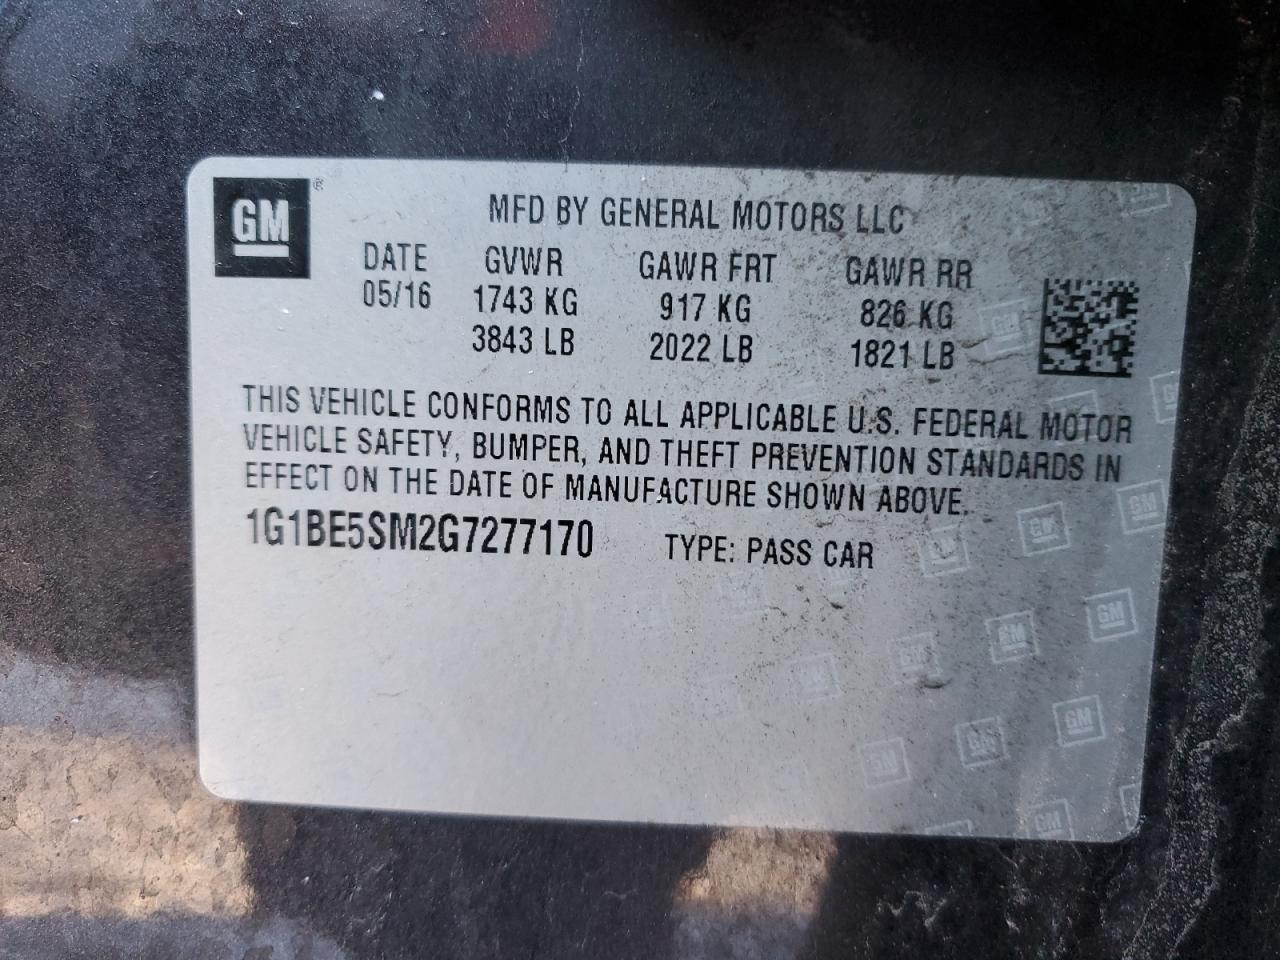 GM ®
MFD BY GENERAL MOTORS LLC
DATE GVWR GAWR FRT GAWR RR
05/16 1743 KG 917 KG 826 KG
3843 LB 2022 LB 1821 LB
THIS VEHICLE CONFORMS TO ALL APPLICABLE U.S. FEDERAL MOTOR
VEHICLE SAFETY, BUMPER, AND THEFT PREVENTION STANDARDS IN
EFFECT ON THE DATE OF MANUFACTURE SHOWN ABOVE.
1G1BE5SM2G7277170 TYPE: PASS CAR